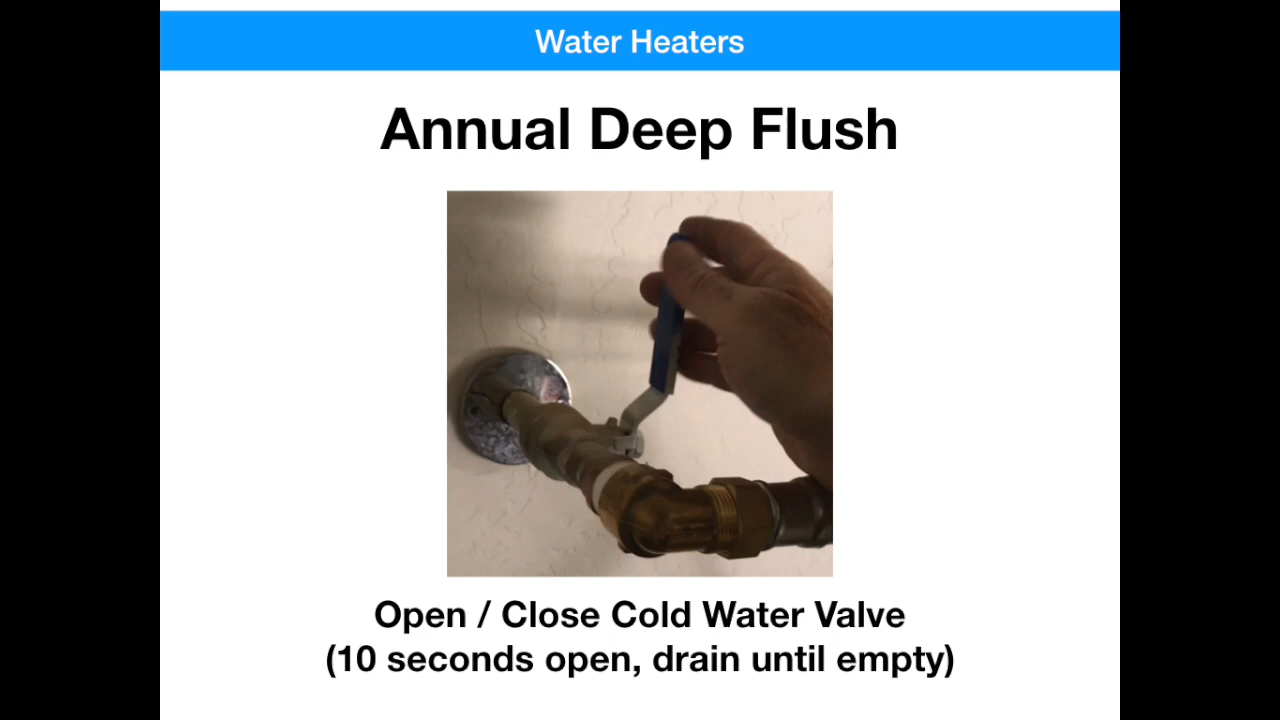 Water Heaters
Annual Deep Flush
Open / Close Cold Water Valve
(10 seconds open, drain until empty)